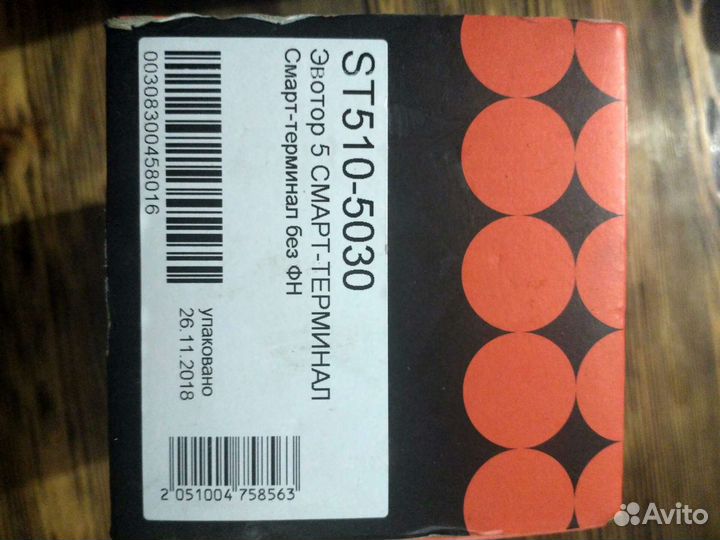 ST510-5030
Эвотор 5 СМАРТ-ТЕРМИНАЛ
Смарт-терминал без ФН
00308300458016
упаковано
26.11.2018
2 051004 758563
Avito